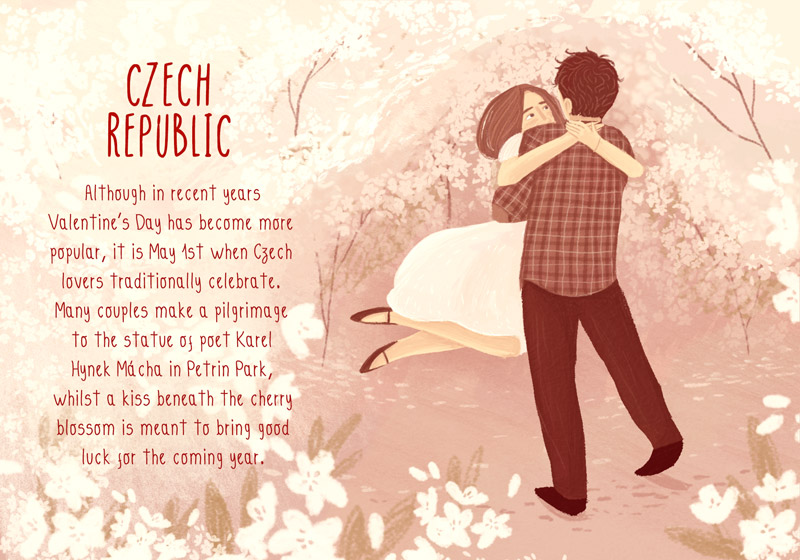 CZECH
REPUBLIC
Although in recent years
Valentine's Day has become more
popular, it is May 1st when Czech
lovers traditionally celebrate.
Many couples make a pilgrimage
to the statue of poet Karel
Hynek Mácha in Petrin Park,
whilst a kiss beneath the cherry
blossom is meant to bring good
luck for the coming year.